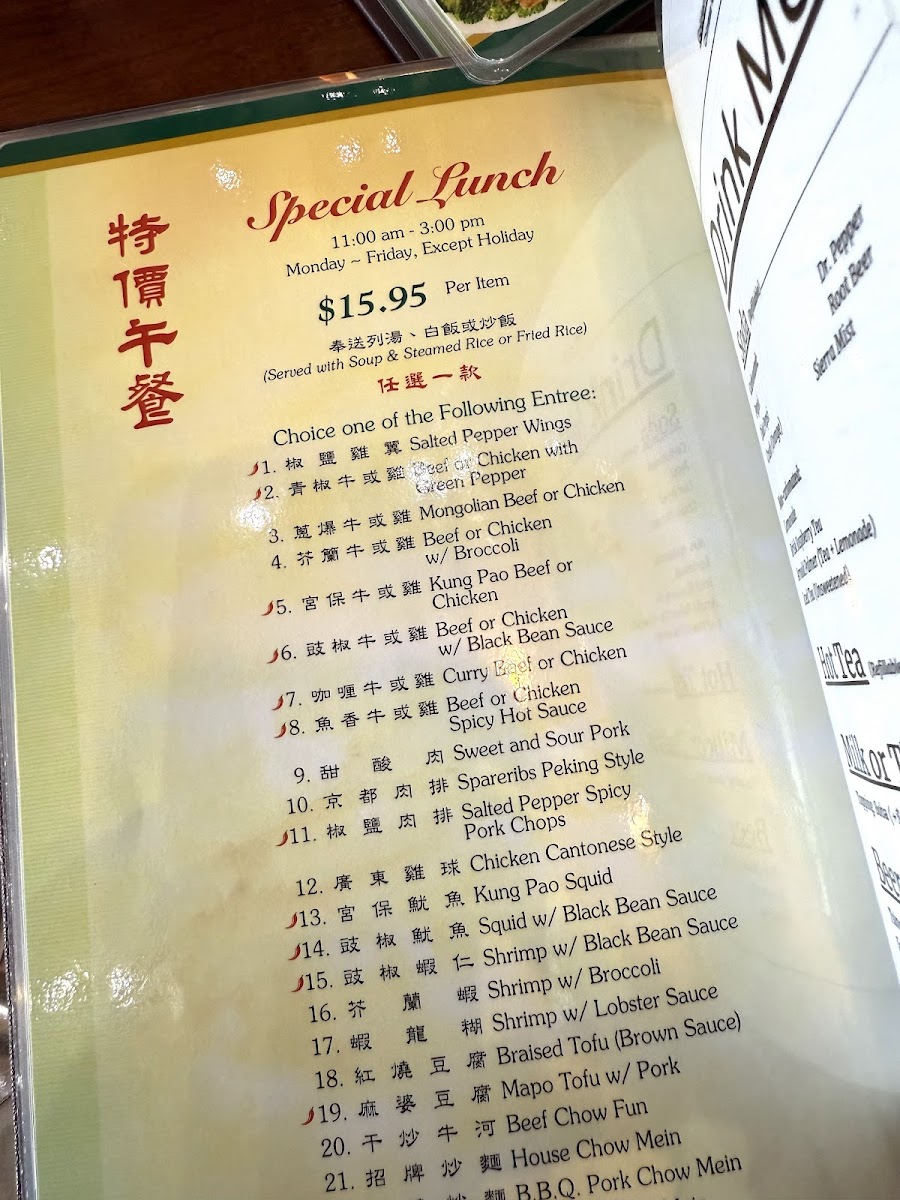 特價午餐
Special Lunch
11:00 am - 3:00 pm
Monday ~ Friday, Except Holiday
$15.95 Per Item
奉送列湯、白飯或炒飯
(Served with Soup & Steamed Rice or Fried Rice)
任選一款
Choice one of the Following Entree:
1. 椒鹽雞翼 Salted Pepper Wings
2. 青椒牛或雞 Beef or Chicken with
Green Pepper
3. 蔥爆牛或雞 Mongolian Beef or Chicken
4. 芥蘭牛或雞 Beef or Chicken
w/ Broccoli
5. 宮保牛或雞 Kung Pao Beef or
Chicken
6. 豉椒牛或雞 Beef or Chicken
w/ Black Bean Sauce
7. 咖喱牛或雞 Curry Beef or Chicken
8. 魚香牛或雞 Beef or Chicken
Spicy Hot Sauce
9. 甜酸肉 Sweet and Sour Pork
10. 京都肉排 Spareribs Peking Style
11. 椒鹽肉排 Salted Pepper Spicy
Pork Chops
12. 廣東雞球 Chicken Cantonese Style
13. 宮保魷魚 Kung Pao Squid
14. 豉椒魷魚 Squid w/ Black Bean Sauce
15. 豉椒蝦仁 Shrimp w/ Black Bean Sauce
16. 芥蘭蝦 Shrimp w/ Broccoli
17. 蝦龍糊 Shrimp w/ Lobster Sauce
18. 紅燒豆腐 Braised Tofu (Brown Sauce)
19. 麻婆豆腐 Mapo Tofu w/ Pork
20. 干炒牛河 Beef Chow Fun
21. 招牌炒麵 House Chow Mein
炒麵 B.B.Q. Pork Chow Mein
Drink
Dr. Pepper
Root Beer
Sierra Mist
(Tea + Lemonade)
Hot Tea
Milk or